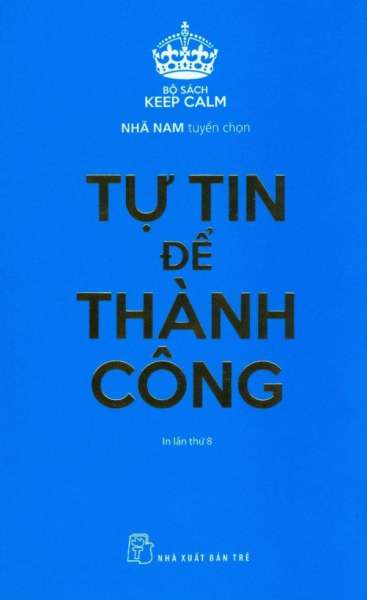 BỘ SÁCH
KEEP CALM
NHÃ NAM tuyển chọn
TỰ TIN
ĐỂ
THÀNH
CÔNG
In lần thứ 8
NHÀ XUẤT BẢN TRẺ